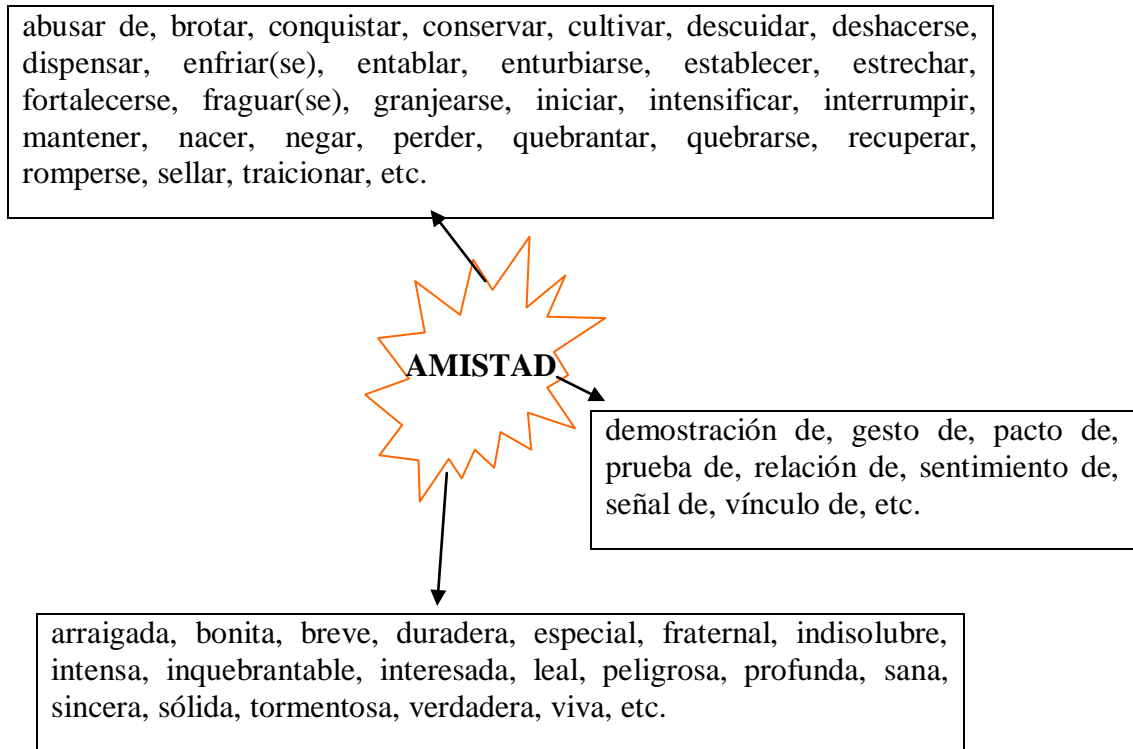 abusar de, brotar, conquistar, conservar, cultivar, descuidar, deshacerse,
dispensar, enfriar(se), entablar, enturbiarse, establecer, estrechar,
fortalecerse, fraguar(se), granjearse, iniciar, intensificar, interrumpir,
mantener, nacer, negar, perder, quebrantar, quebrarse, recuperar,
romperse, sellar, traicionar, etc.
AMISTAD
demostración de, gesto de, pacto de,
prueba de, relación de, sentimiento de,
señal de, vínculo de, etc.
arraigada, bonita, breve, duradera, especial, fraternal, indisolubre,
intensa, inquebrantable, interesada, leal, peligrosa, profunda, sana,
sincera, sólida, tormentosa, verdadera, viva, etc.